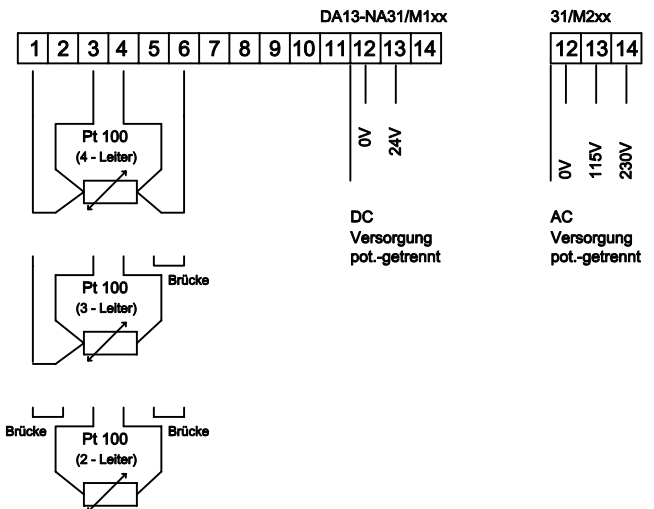 DA13-NA31/M1xx
31/M2xx
1 2 3 4 5 6 7 8 9 10 11 12 13 14
12 13 14
Pt 100
(4 - Leiter)
0V
24V
0V
115V
230V
DC
Versorgung
pot.-getrennt
AC
Versorgung
pot.-getrennt
Brücke
Pt 100
(3 - Leiter)
Brücke
Brücke
Pt 100
(2 - Leiter)